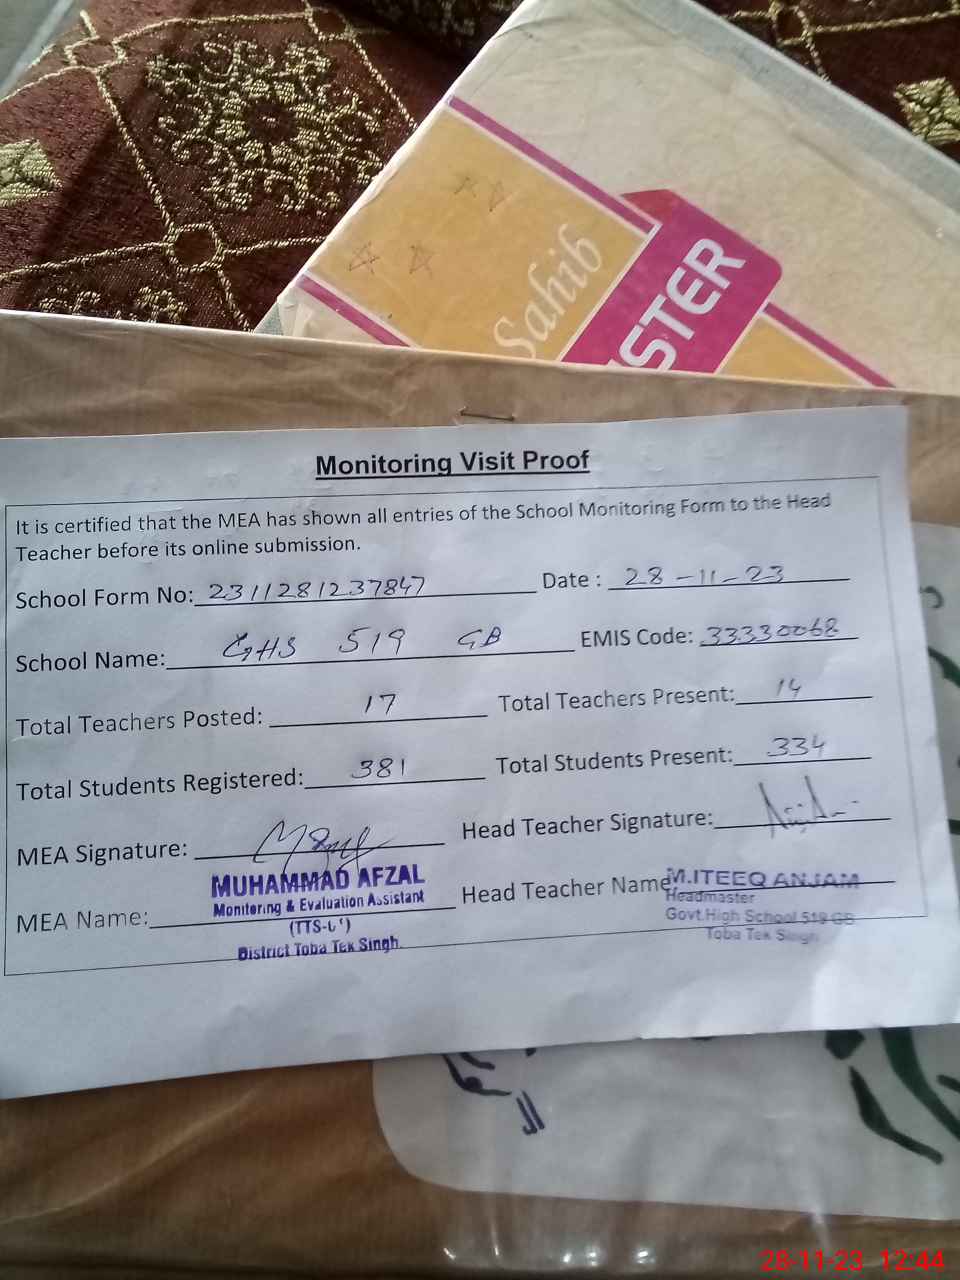 Sahib
STER
Monitoring Visit Proof
It is certified that the MEA has shown all entries of the School Monitoring Form to the Head
Teacher before its online submission.
School Form No: 2311281237847 Date : 28-11-23
School Name: GHS 519 GB EMIS Code: 33330068
Total Teachers Posted: 17 Total Teachers Present: 14
Total Students Registered: 381 Total Students Present: 334
MEA Signature: Head Teacher Signature:
MEA Name: MUHAMMAD AFZAL Head Teacher Name M.ITEEQ ANJAM
Monitoring & Evaluation Assistant Headmaster
District Toba Tek Singh Govt.High School 519 GB
Toba Tek Singh
28-11-23 12:44